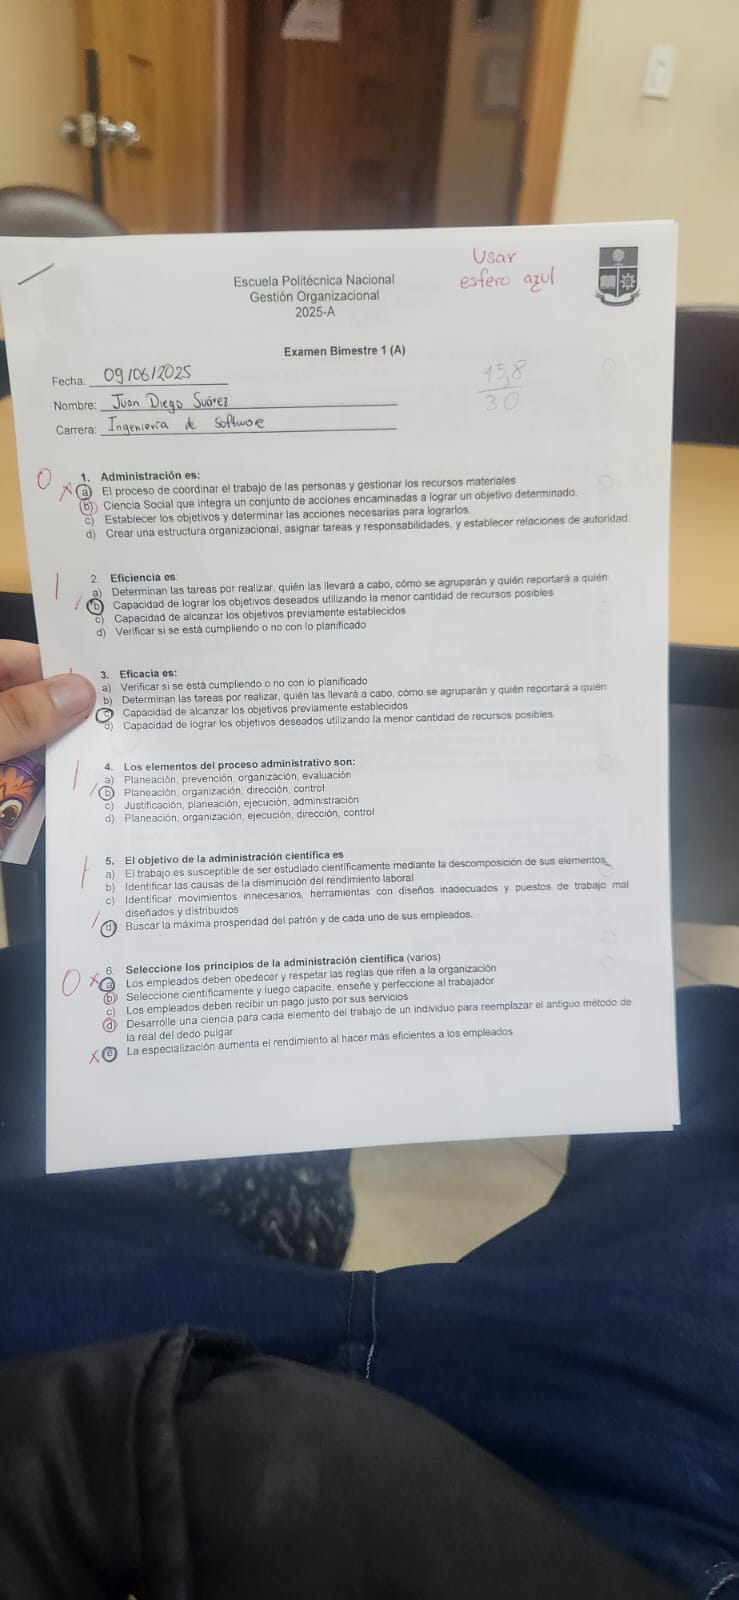 Usar
esfero azul
Escuela Politécnica Nacional
Gestión Organizacional
2025-A
Examen Bimestre 1 (A)
15,8
30
Fecha: 09/06/2025
Nombre: Juan Diego Suárez
Carrera: Ingeniería de Software
0
1. Administración es:
x a) El proceso de coordinar el trabajo de las personas y gestionar los recursos materiales
b) Ciencia Social que integra un conjunto de acciones encaminadas a lograr un objetivo determinado.
c) Establecer los objetivos y determinar las acciones necesarias para lograrlos.
d) Crear una estructura organizacional, asignar tareas y responsabilidades, y establecer relaciones de autoridad.
1
2. Eficiencia es:
a) Determinan las tareas por realizar, quién las llevará a cabo, cómo se agruparán y quién reportará a quién
b) Capacidad de lograr los objetivos deseados utilizando la menor cantidad de recursos posibles
c) Capacidad de alcanzar los objetivos previamente establecidos
d) Verificar si se está cumpliendo o no con lo planificado
3. Eficacia es:
a) Verificar si se está cumpliendo o no con lo planificado
b) Determinan las tareas por realizar, quién las llevará a cabo, cómo se agruparán y quién reportará a quién
c) Capacidad de alcanzar los objetivos previamente establecidos
d) Capacidad de lograr los objetivos deseados utilizando la menor cantidad de recursos posibles
1
4. Los elementos del proceso administrativo son:
a) Planeación, prevención, organización, evaluación
b) Planeación, organización, dirección, control.
c) Justificación, planeación, ejecución, administración
d) Planeación, organización, ejecución, dirección, control
1
5. El objetivo de la administración científica es
a) El trabajo es susceptible de ser estudiado científicamente mediante la descomposición de sus elementos.
b) Identificar las causas de la disminución del rendimiento laboral
c) Identificar movimientos innecesarios, herramientas con diseños inadecuados y puestos de trabajo mal
diseñados y distribuidos
d) Buscar la máxima prosperidad del patrón y de cada uno de sus empleados.
0
6. Seleccione los principios de la administración científica (varios)
x a) Los empleados deben obedecer y respetar las reglas que rifen a la organización
b) Seleccione científicamente y luego capacite, enseñe y perfeccione al trabajador
c) Los empleados deben recibir un pago justo por sus servicios
d) Desarrolle una ciencia para cada elemento del trabajo de un individuo para reemplazar el antiguo método de
la real del dedo pulgar
x e) La especialización aumenta el rendimiento al hacer más eficientes a los empleados